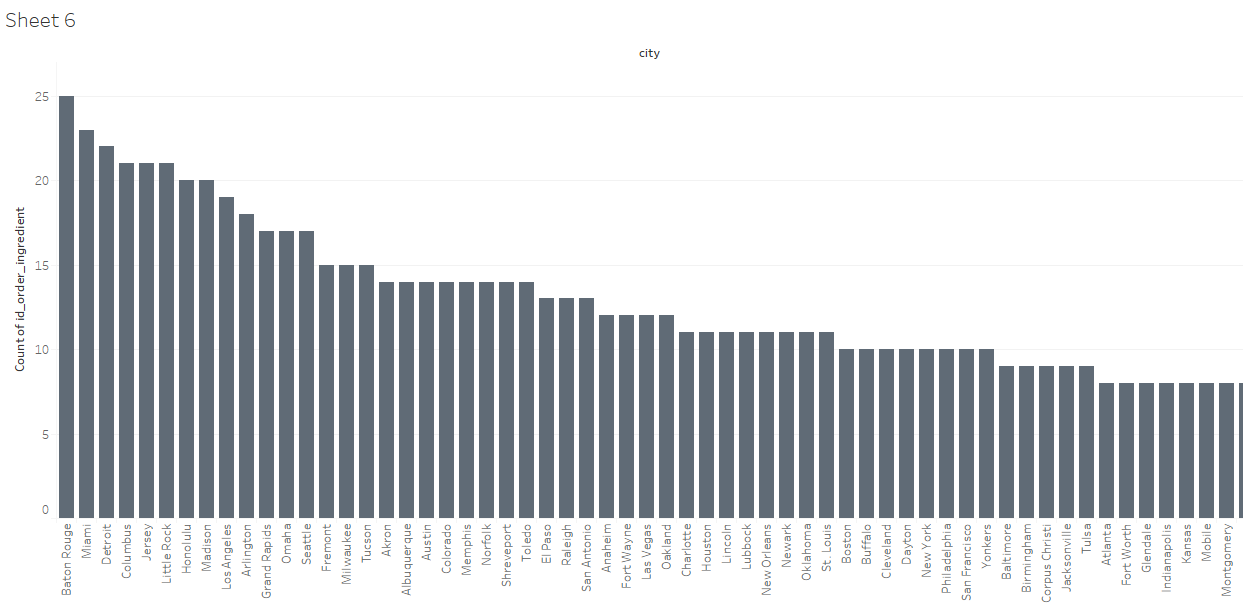 Sheet 6
city
Count of id_order_ingredient
25
20
15
10
5
0
Baton Rouge
Miami
Detroit
Columbus
Jersey
Little Rock
Honolulu
Madison
Los Angeles
Arlington
Grand Rapids
Omaha
Seattle
Fremont
Milwaukee
Tucson
Akron
Albuquerque
Austin
Colorado
Memphis
Norfolk
Shreveport
Toledo
El Paso
Raleigh
San Antonio
Anaheim
Fort Wayne
Las Vegas
Oakland
Charlotte
Houston
Lincoln
Lubbock
New Orleans
Newark
Oklahoma
St. Louis
Boston
Buffalo
Cleveland
Dayton
New York
Philadelphia
San Francisco
Yonkers
Baltimore
Birmingham
Corpus Christi
Jacksonville
Tulsa
Atlanta
Fort Worth
Glendale
Indianapolis
Kansas
Mobile
Montgomery